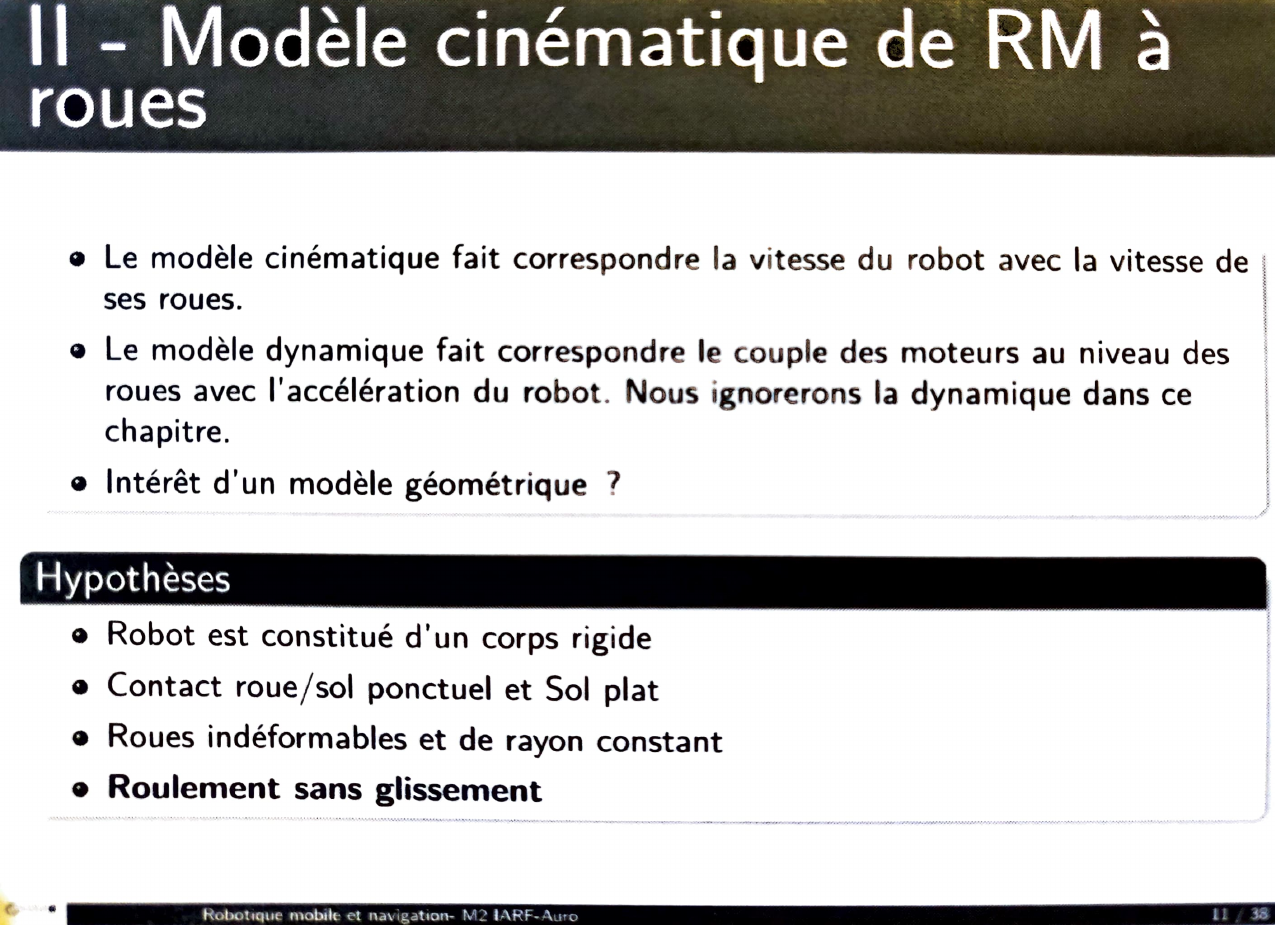 II - Modèle cinématique de RM à
roues
Le modèle cinématique fait correspondre la vitesse du robot avec la vitesse de
ses roues.
Le modèle dynamique fait correspondre le couple des moteurs au niveau des
roues avec l'accélération du robot. Nous ignorerons la dynamique dans ce
chapitre.
Intérêt d'un modèle géométrique ?
Hypothèses
Robot est constitué d'un corps rigide
Contact roue/sol ponctuel et Sol plat
Roues indéformables et de rayon constant
Roulement sans glissement
Robotique mobile et navigation- M2 IARF-Auro
11 / 38